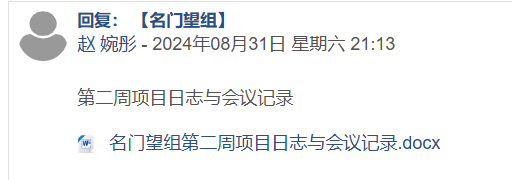 回复: 【名门望组】
赵 婉彤 - 2024年08月31日 星期六 21:13
第二周项目日志与会议记录
名门望组第二周项目日志与会议记录.docx